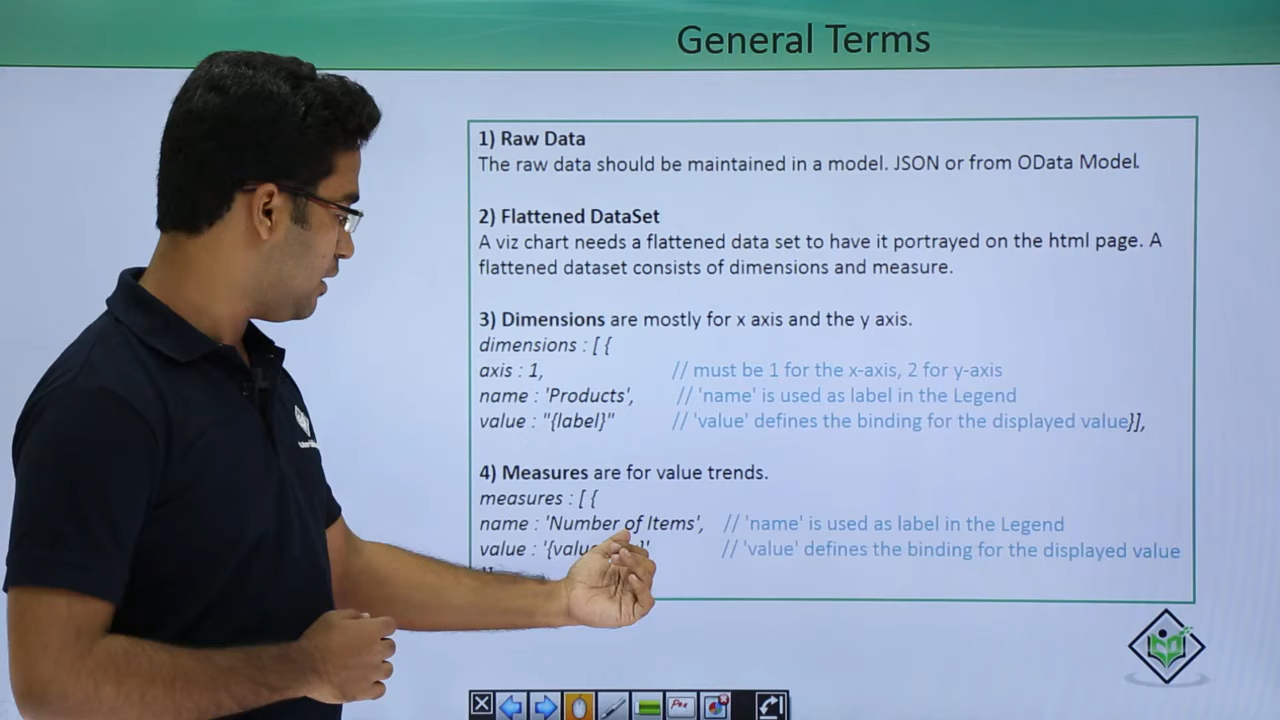 General Terms
1) Raw Data
The raw data should be maintained in a model. JSON or from OData Model.
2) Flattened DataSet
A viz chart needs a flattened data set to have it portrayed on the html page. A
flattened dataset consists of dimensions and measure.
3) Dimensions are mostly for x axis and the y axis.
dimensions : [ {
axis : 1, // must be 1 for the x-axis, 2 for y-axis
name : 'Products', // 'name' is used as label in the Legend
value : "{label}" // 'value' defines the binding for the displayed value}],
4) Measures are for value trends.
measures : [ {
name : 'Number of Items', // 'name' is used as label in the Legend
value : // 'value' defines the binding for the displayed value